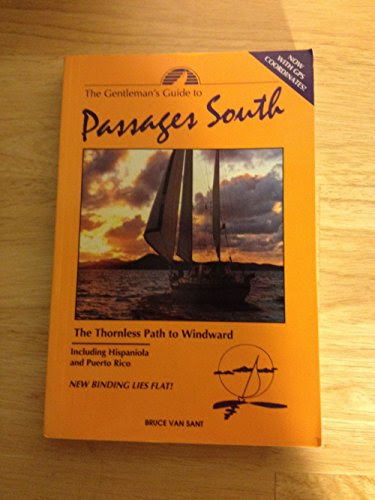 NOW
WITH GPS
COORDINATES!
The Gentleman's Guide to
Passages South
The Thornless Path to Windward
Including Hispaniola
and Puerto Rico
NEW BINDING LIES FLAT!
BRUCE VAN SANT